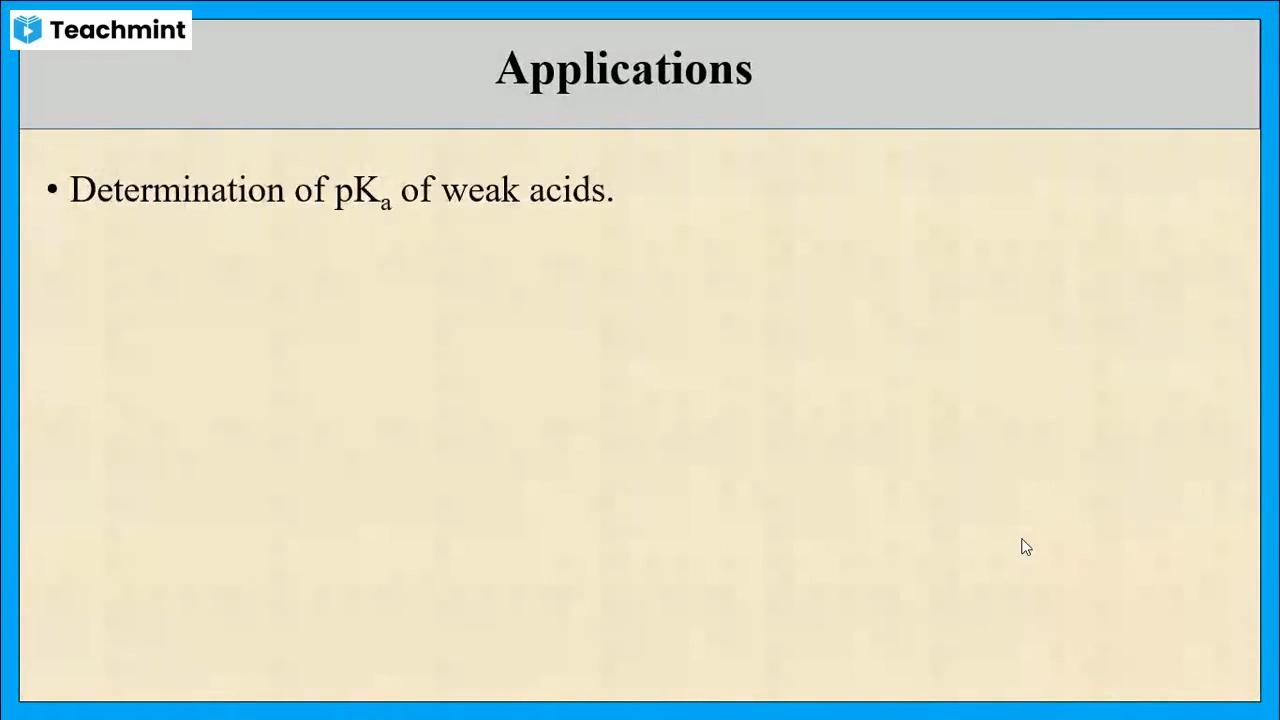 Teachmint
Applications
• Determination of pKₐ of weak acids.